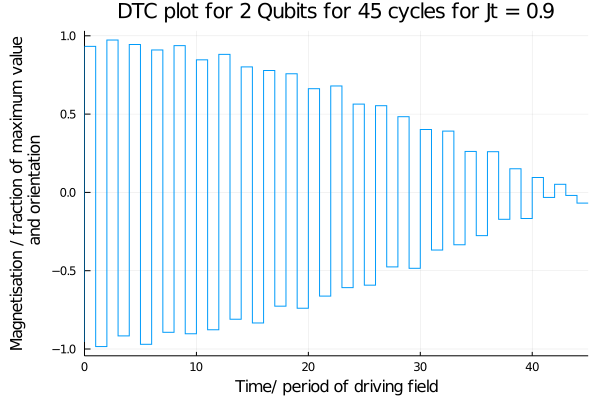 DTC plot for 2 Qubits for 45 cycles for Jt = 0.9
Magnetisation / fraction of maximum value
and orientation
1.0
0.5
0.0
−0.5
−1.0
0
10
20
30
40
Time/ period of driving field